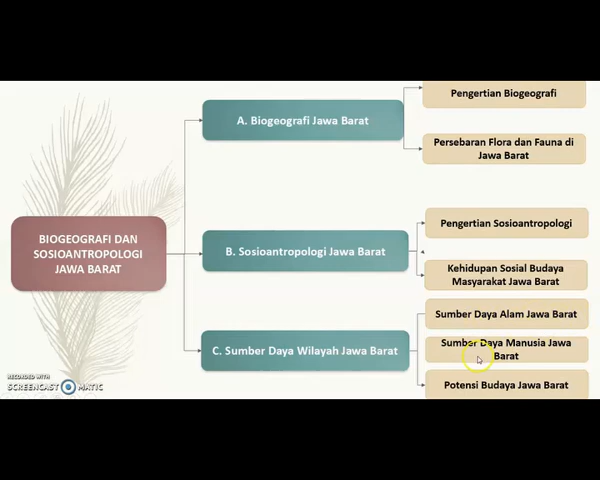 BIOGEOGRAFI DAN
SOSIOANTROPOLOGI
JAWA BARAT
A. Biogeografi Jawa Barat
Pengertian Biogeografi
Persebaran Flora dan Fauna di
Jawa Barat
B. Sosioantropologi Jawa Barat
Pengertian Sosioantropologi
Kehidupan Sosial Budaya
Masyarakat Jawa Barat
C. Sumber Daya Wilayah Jawa Barat
Sumber Daya Alam Jawa Barat
Sumber Daya Manusia Jawa
Barat
Potensi Budaya Jawa Barat
RECORDED WITH
SCREENCAST MATIC